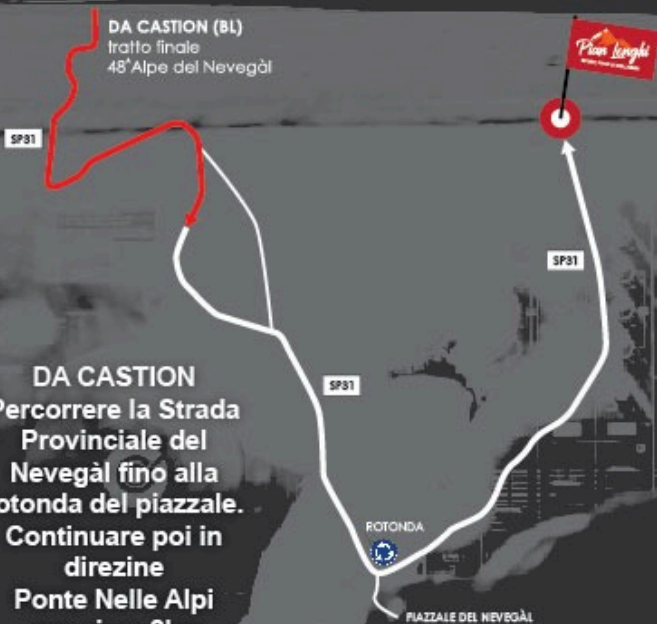 DA CASTION (BL)
tratto finale
48^Alpe del Nevegàl
Pian Longhi
SP31
SP31
SP31
DA CASTION
Percorrere la Strada
Provinciale del
Nevegàl fino alla
rotonda del piazzale.
Continuare poi in
direzine
Ponte Nelle Alpi
ROTONDA
PIAZZALE DEL NEVEGÀL